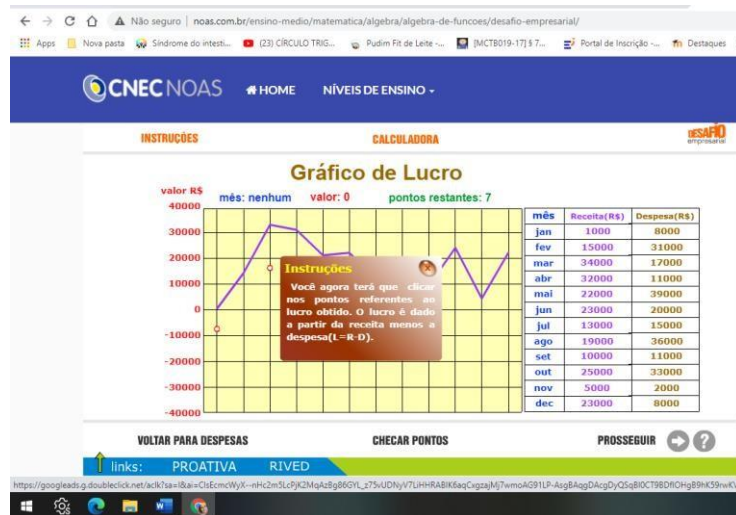 Não seguro | noas.com.br/ensino-medio/matematica/algebra/algebra-de-funcoes/desafio-empresarial/
Apps Nova pasta Síndrome do intesti... (23) CÍRCULO TRIG... Pudim Fit de Leite -... [MCTB019-17] § 7... Portal de Inscrição -... Destaques
CNEC NOAS HOME NÍVEIS DE ENSINO
INSTRUÇÕES CALCULADORA DESAFIO
empresarial
Gráfico de Lucro
valor R$ mês: nenhum valor: 0 pontos restantes: 7
40000
30000
20000
10000
0
-10000
-20000
-30000
-40000
Instruções
Você agora terá que clicar
nos pontos referentes ao
lucro obtido. O lucro é dado
a partir da receita menos a
despesa(L=R-D).
mês Receita(R$) Despesa(R$)
jan 1000 8000
fev 15000 31000
mar 34000 17000
abr 32000 11000
mai 22000 39000
jun 23000 20000
jul 13000 15000
ago 19000 36000
set 10000 11000
out 25000 33000
nov 5000 2000
dec 23000 8000
VOLTAR PARA DESPESAS CHECAR PONTOS PROSSEGUIR ?
links: PROATIVA RIVED